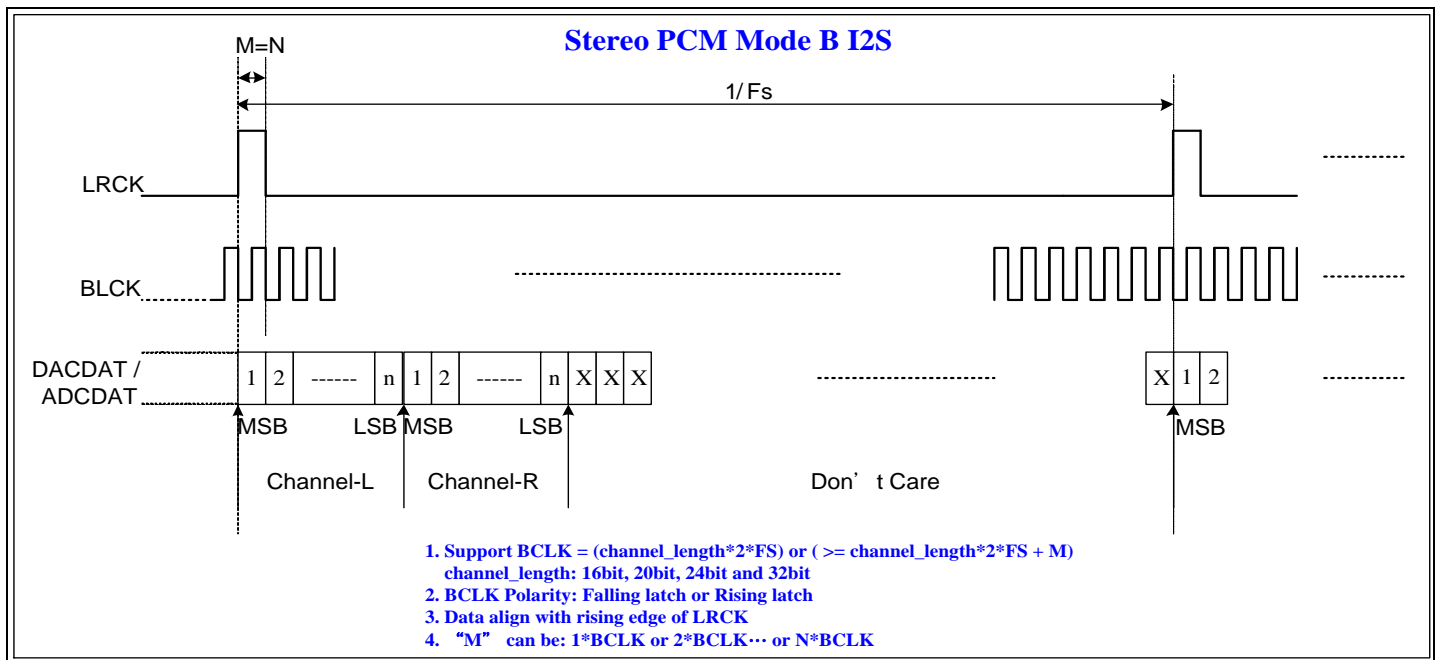 Stereo PCM Mode B I2S
M=N
1/ Fs
LRCK
BLCK
DACDAT /
ADCDAT
1 2 ------ n 1 2 ------ n X X X
X 1 2
MSB LSB MSB LSB
MSB
Channel-L Channel-R Don’ t Care
1. Support BCLK = (channel_length*2*FS) or ( >= channel_length*2*FS + M)
channel_length: 16bit, 20bit, 24bit and 32bit
2. BCLK Polarity: Falling latch or Rising latch
3. Data align with rising edge of LRCK
4. “M” can be: 1*BCLK or 2*BCLK··· or N*BCLK